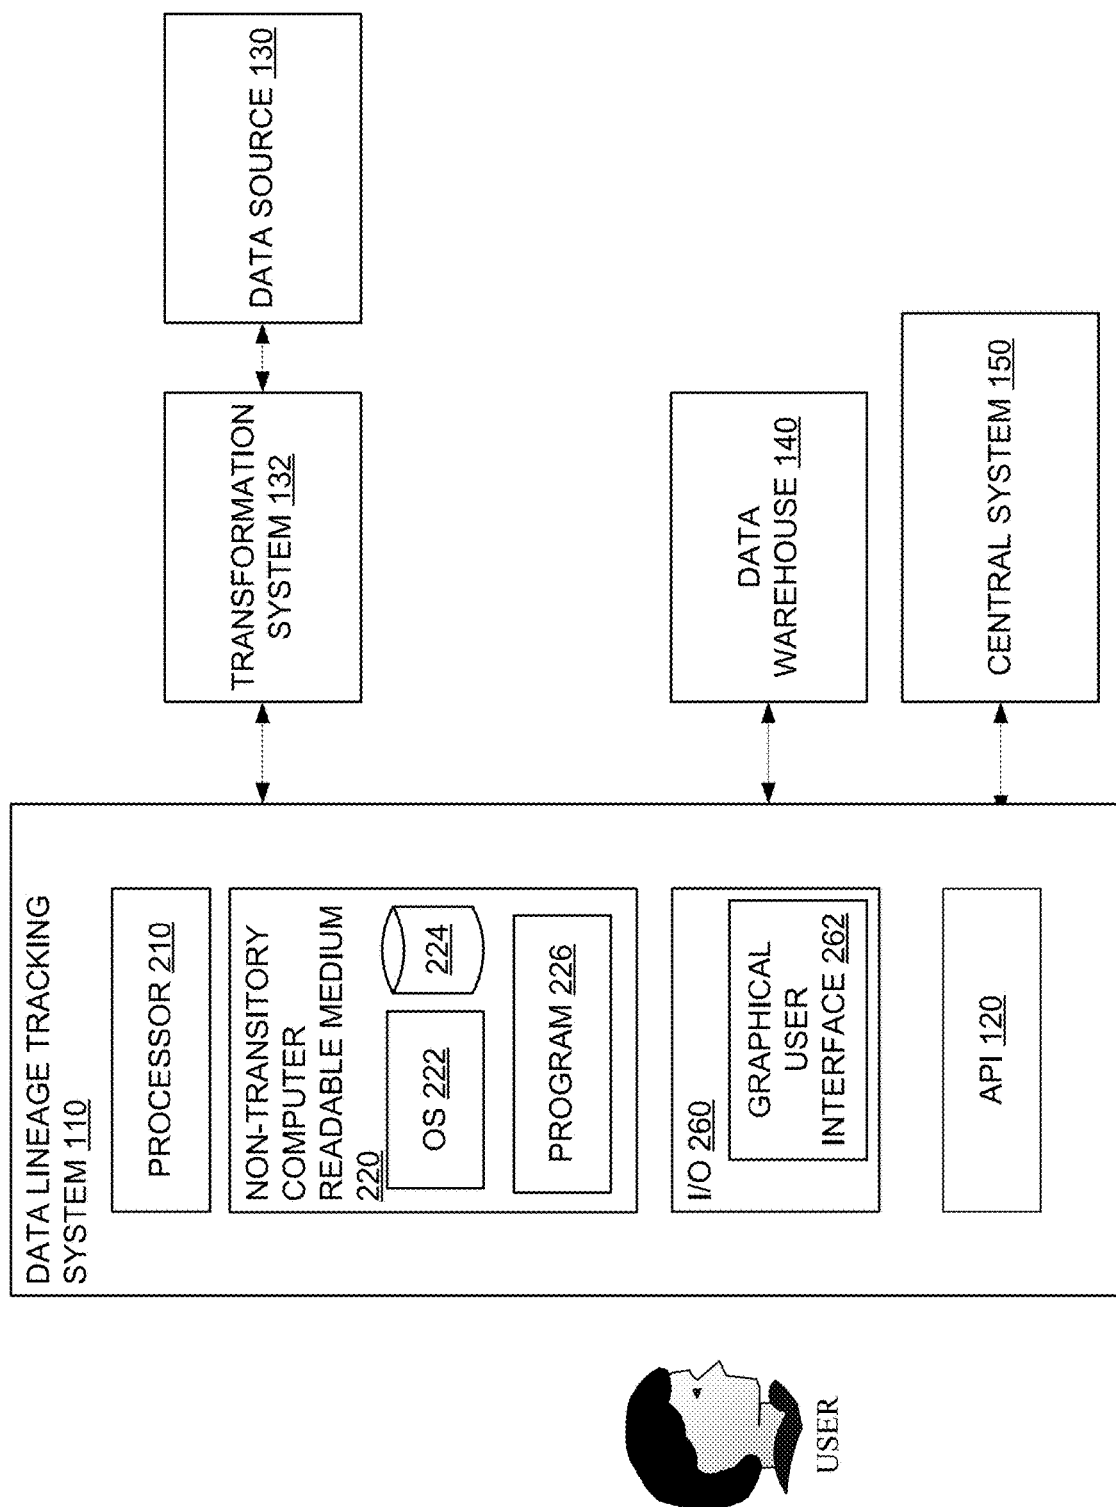 DATA LINEAGE TRACKING
SYSTEM 110
PROCESSOR 210
NON-TRANSITORY
COMPUTER
READABLE MEDIUM
220
OS 222
224
PROGRAM 226
I/O 260
GRAPHICAL
USER
INTERFACE 262
API 120
TRANSFORMATION
SYSTEM 132
DATA SOURCE 130
DATA
WAREHOUSE 140
CENTRAL SYSTEM 150
USER